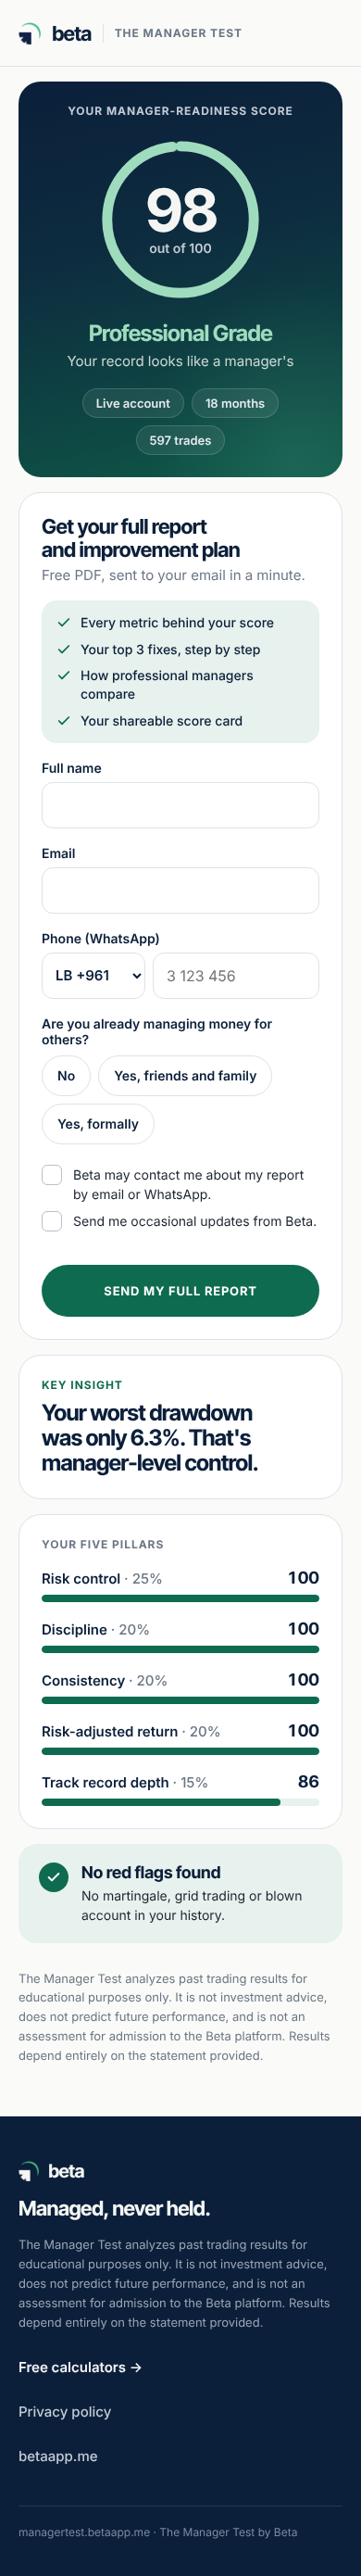 beta THE MANAGER TEST
YOUR MANAGER-READINESS SCORE
98
out of 100
Professional Grade
Your record looks like a manager's
Live account
18 months
597 trades
Get your full report
and improvement plan
Free PDF, sent to your email in a minute.
Every metric behind your score
Your top 3 fixes, step by step
How professional managers
compare
Your shareable score card
Full name
Email
Phone (WhatsApp)
LB +961
3 123 456
Are you already managing money for
others?
No
Yes, friends and family
Yes, formally
Beta may contact me about my report
by email or WhatsApp.
Send me occasional updates from Beta.
SEND MY FULL REPORT
KEY INSIGHT
Your worst drawdown
was only 6.3%. That's
manager-level control.
YOUR FIVE PILLARS
Risk control · 25% 100
Discipline · 20% 100
Consistency · 20% 100
Risk-adjusted return · 20% 100
Track record depth · 15% 86
No red flags found
No martingale, grid trading or blown
account in your history.
The Manager Test analyzes past trading results for
educational purposes only. It is not investment advice,
does not predict future performance, and is not an
assessment for admission to the Beta platform. Results
depend entirely on the statement provided.
beta
Managed, never held.
The Manager Test analyzes past trading results for
educational purposes only. It is not investment advice,
does not predict future performance, and is not an
assessment for admission to the Beta platform. Results
depend entirely on the statement provided.
Free calculators →
Privacy policy
betaapp.me
managertest.betaapp.me · The Manager Test by Beta